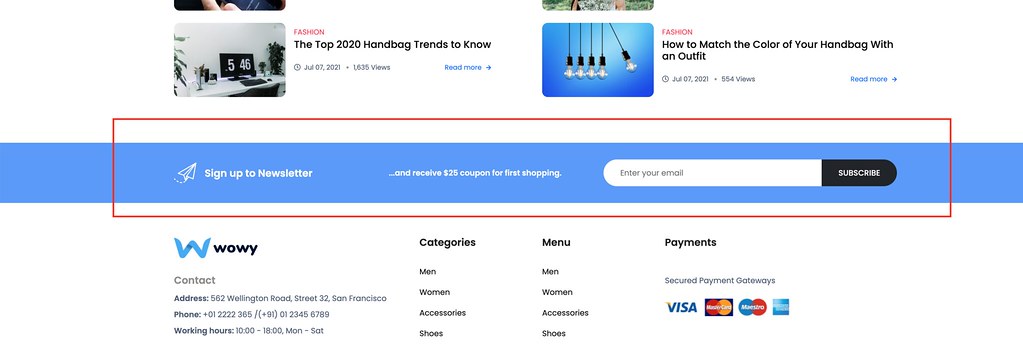 FASHION
The Top 2020 Handbag Trends to Know
Jul 07, 2021 • 1,635 Views
Read more →
5 46
FASHION
How to Match the Color of Your Handbag With
an Outfit
Jul 07, 2021 • 554 Views
Read more →
Sign up to Newsletter
...and receive $25 coupon for first shopping.
Enter your email
SUBSCRIBE
wowy
Contact
Address: 562 Wellington Road, Street 32, San Francisco
Phone: +01 2222 365 /(+91) 01 2345 6789
Working hours: 10:00 - 18:00, Mon - Sat
Categories
Men
Women
Accessories
Shoes
Menu
Men
Women
Accessories
Shoes
Payments
Secured Payment Gateways
VISA
MasterCard
Maestro